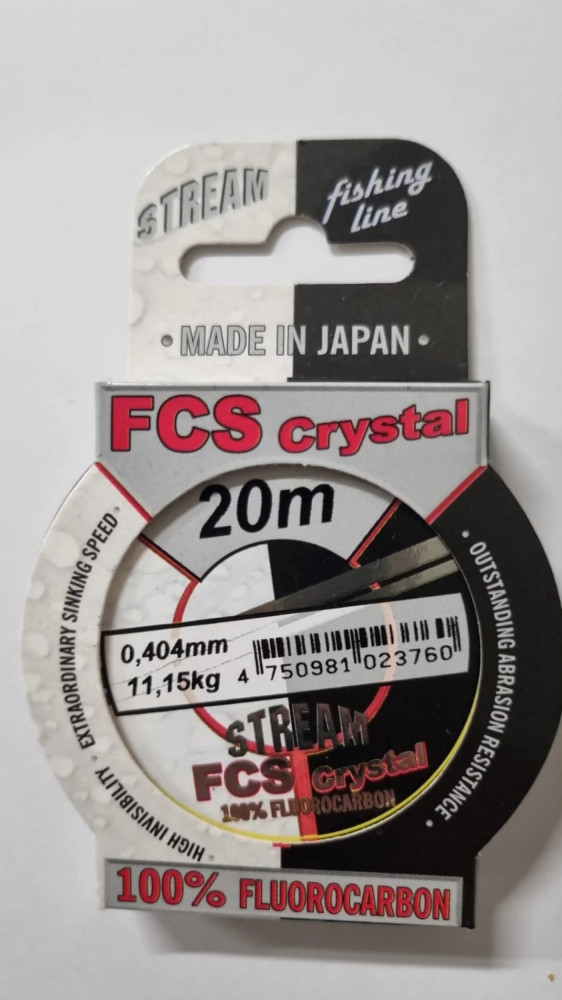 STREAM
fishing
line
• MADE IN JAPAN •
FCS crystal
20m
HIGH INVISIBILITY • EXTRAORDINARY SINKING SPEED •
• OUTSTANDING ABRASION RESISTANCE •
0,404mm
11,15kg
4 750981 023760
STREAM
FCS crystal
100% FLUOROCARBON
100% FLUOROCARBON